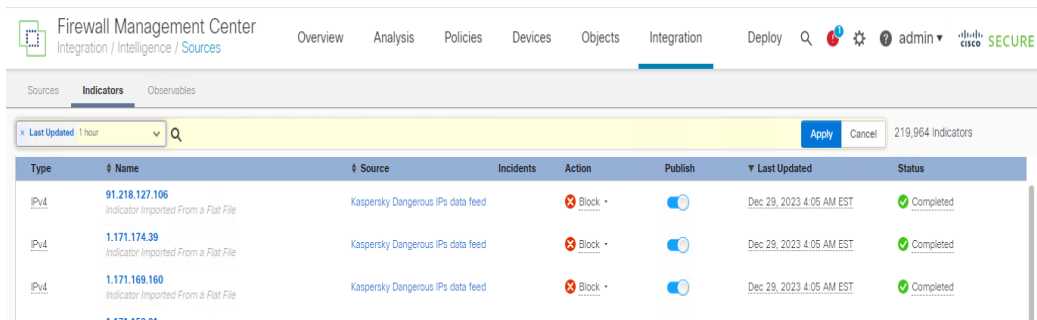 Firewall Management Center
Integration / Intelligence / Sources
Overview Analysis Policies Devices Objects Integration Deploy 1 ? admin cisco SECURE
Sources Indicators Observables
× Last Updated 1 hour Apply Cancel 219,964 Indicators
Type Name Source Incidents Action Publish Last Updated Status
IPv4 91.218.127.106 Kaspersky Dangerous IPs data feed Block Dec 29, 2023 4:05 AM EST Completed
Indicator Imported From a Flat File
IPv4 1.171.174.39 Kaspersky Dangerous IPs data feed Block Dec 29, 2023 4:05 AM EST Completed
Indicator Imported From a Flat File
IPv4 1.171.169.160 Kaspersky Dangerous IPs data feed Block Dec 29, 2023 4:05 AM EST Completed
Indicator Imported From a Flat File